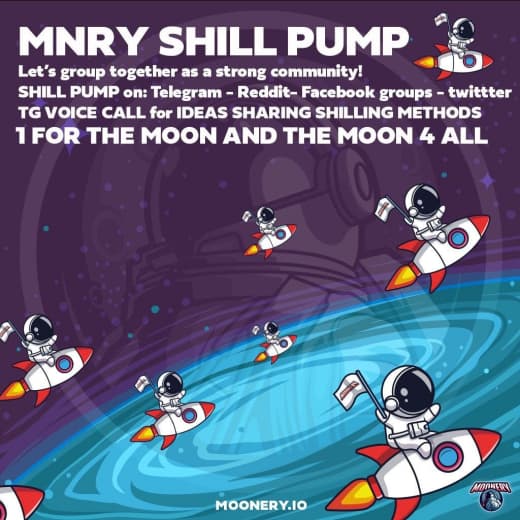 MNRY SHILL PUMP
Let's group together as a strong community!
SHILL PUMP on: Telegram - Reddit- Facebook groups - twittter
TG VOICE CALL for IDEAS SHARING SHILLING METHODS
1 FOR THE MOON AND THE MOON 4 ALL
MOONERY.IO
MOONERY